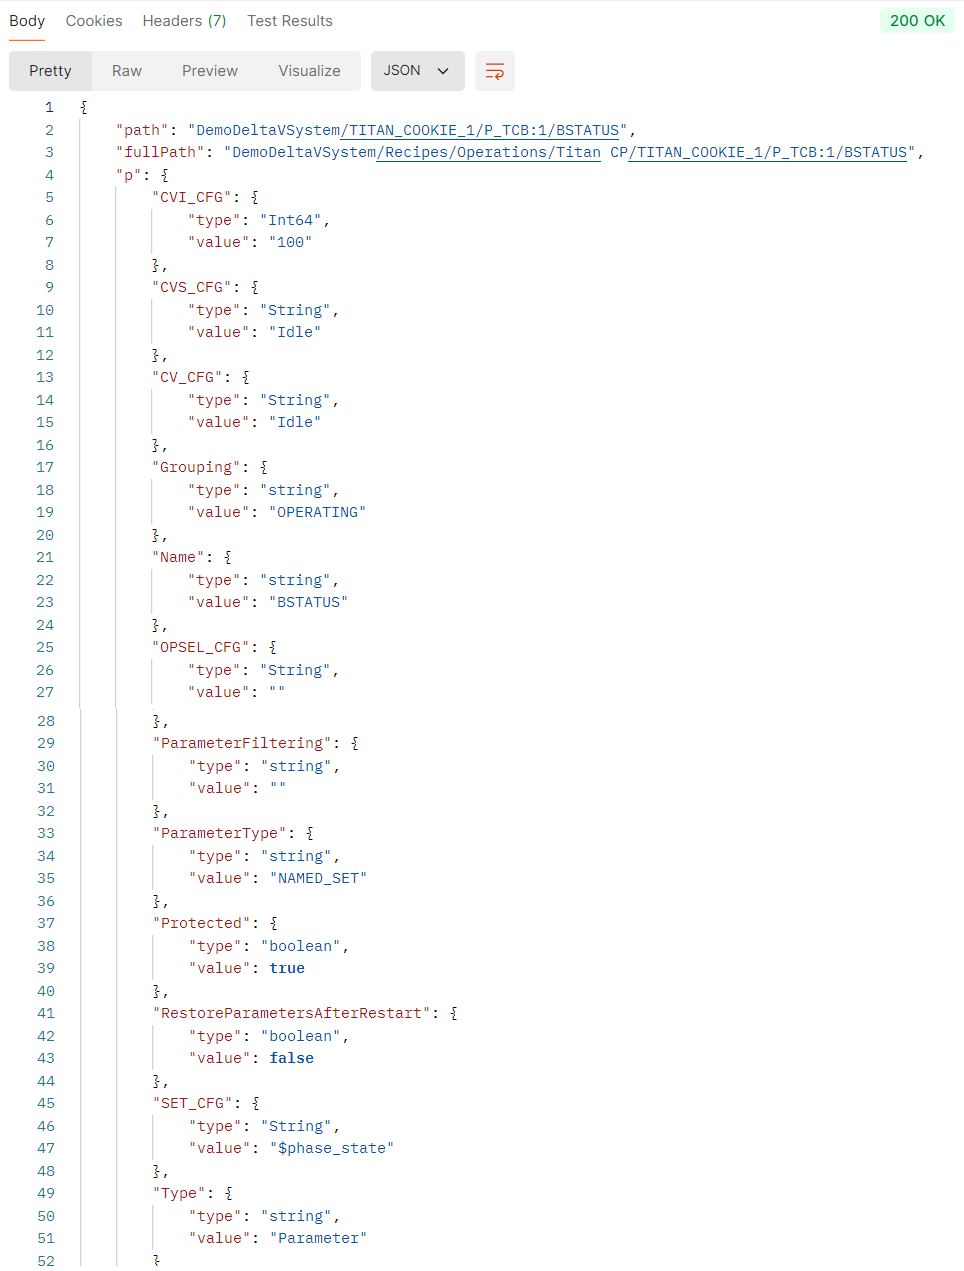 Body Cookies Headers (7) Test Results 200 OK
Pretty Raw Preview Visualize JSON
1 {
2 "path": "DemoDeltaVSystem/TITAN_COOKIE_1/P_TCB:1/BSTATUS",
3 "fullPath": "DemoDeltaVSystem/Recipes/Operations/Titan CP/TITAN_COOKIE_1/P_TCB:1/BSTATUS",
4 "p": {
5 "CVI_CFG": {
6 "type": "Int64",
7 "value": "100"
8 },
9 "CVS_CFG": {
10 "type": "String",
11 "value": "Idle"
12 },
13 "CV_CFG": {
14 "type": "String",
15 "value": "Idle"
16 },
17 "Grouping": {
18 "type": "string",
19 "value": "OPERATING"
20 },
21 "Name": {
22 "type": "string",
23 "value": "BSTATUS"
24 },
25 "OPSEL_CFG": {
26 "type": "String",
27 "value": ""
28 },
29 "ParameterFiltering": {
30 "type": "string",
31 "value": ""
32 },
33 "ParameterType": {
34 "type": "string",
35 "value": "NAMED_SET"
36 },
37 "Protected": {
38 "type": "boolean",
39 "value": true
40 },
41 "RestoreParametersAfterRestart": {
42 "type": "boolean",
43 "value": false
44 },
45 "SET_CFG": {
46 "type": "String",
47 "value": "$phase_state"
48 },
49 "Type": {
50 "type": "string",
51 "value": "Parameter"
52 }